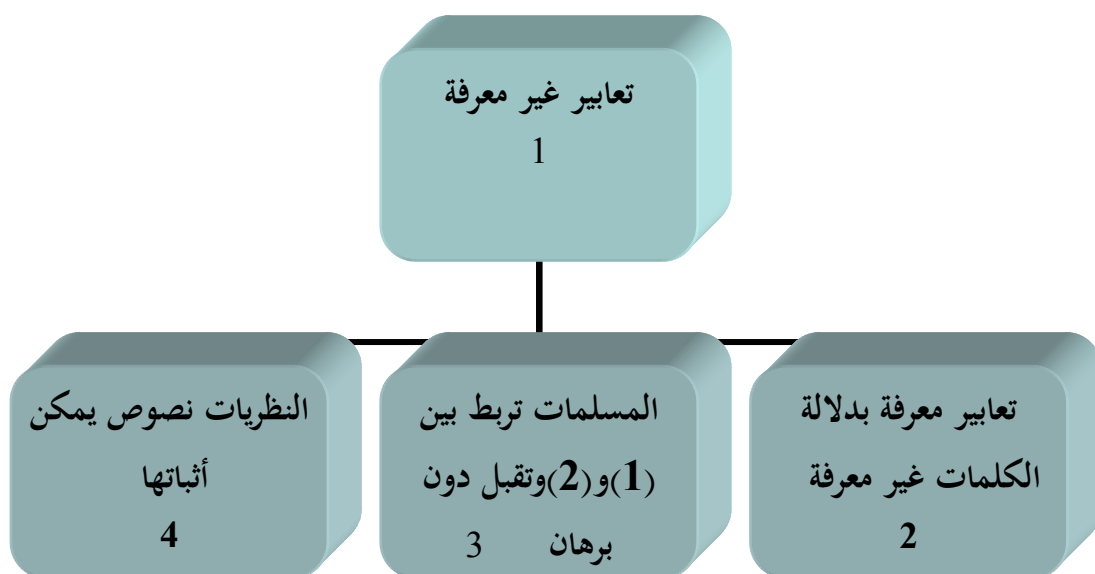 تعابير غير معرفة
1
تعابير معرفة بدلالة
الكلمات غير معرفة
2
المسلمات تربط بين
(1)و(2)وتقبل دون
برهان 3
النظريات نصوص يمكن
أثباتها
4